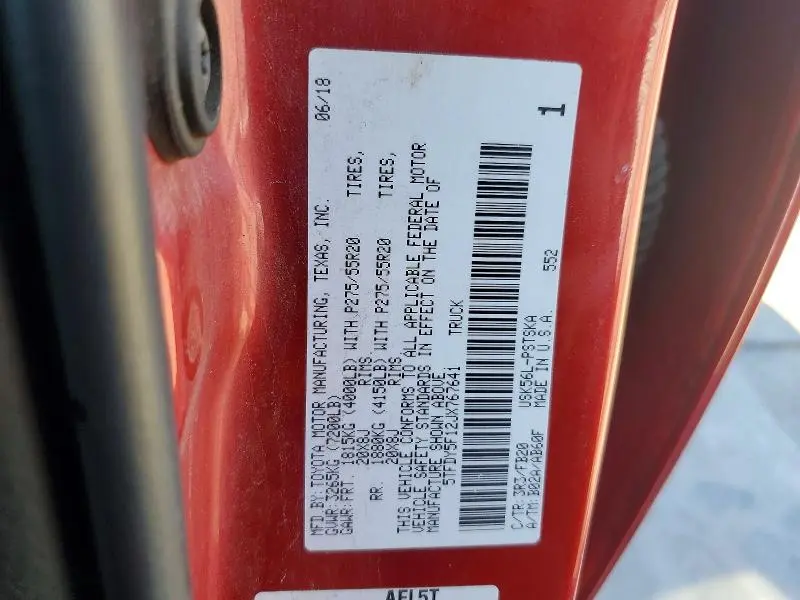 MFD BY: TOYOTA MOTOR MANUFACTURING, TEXAS, INC. 06/18
GVWR: 3265KG (7200LB)
GAWR: FRT. 1815KG (4000LB) WITH P275/55R20 TIRES,
20X8J RIMS
RR. 1880KG (4150LB) WITH P275/55R20 TIRES,
20X8J RIMS
THIS VEHICLE CONFORMS TO ALL APPLICABLE FEDERAL MOTOR
VEHICLE SAFETY STANDARDS IN EFFECT ON THE DATE OF
MANUFACTURE SHOWN ABOVE.
5TFDY5F12JX767641 TRUCK
1
C/TR: 3R3/FB20 USK56L-PSTSKA 552
A/TM: B02A/AB60F MADE IN U.S.A.